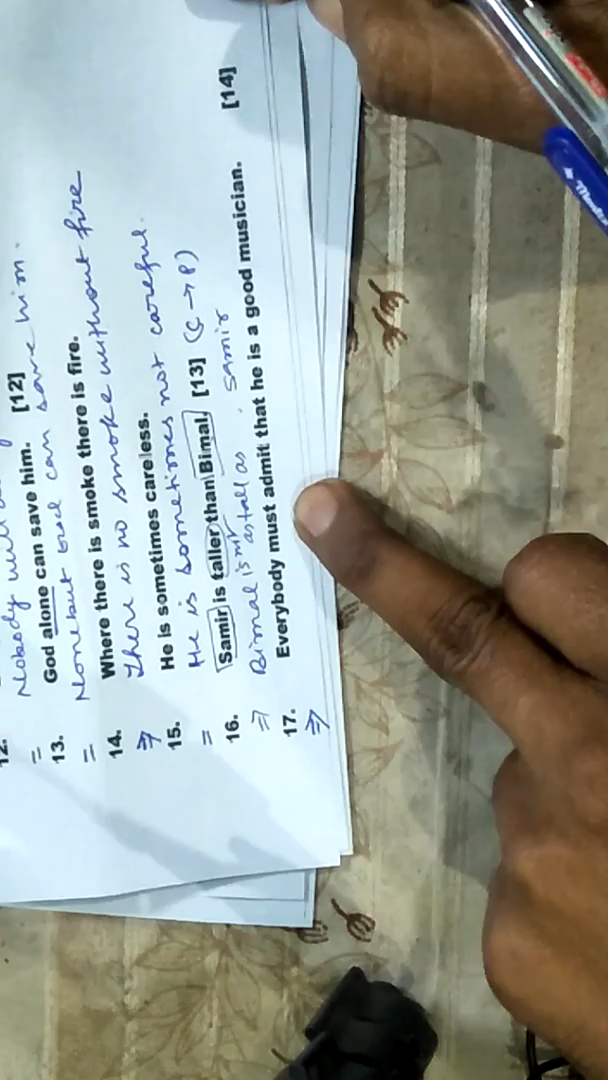 12. Nobody will
= 13. God alone can save him. [12]
= None but God can save him.
14. Where there is smoke there is fire.
⇒ There is no smoke without fire
15. He is sometimes careless.
= He is sometimes not careful.
16. Samir is taller than Bimal. [13] (C → P)
⇒ Bimal is not as tall as Samir
17. Everybody must admit that he is a good musician. [14]
⇒